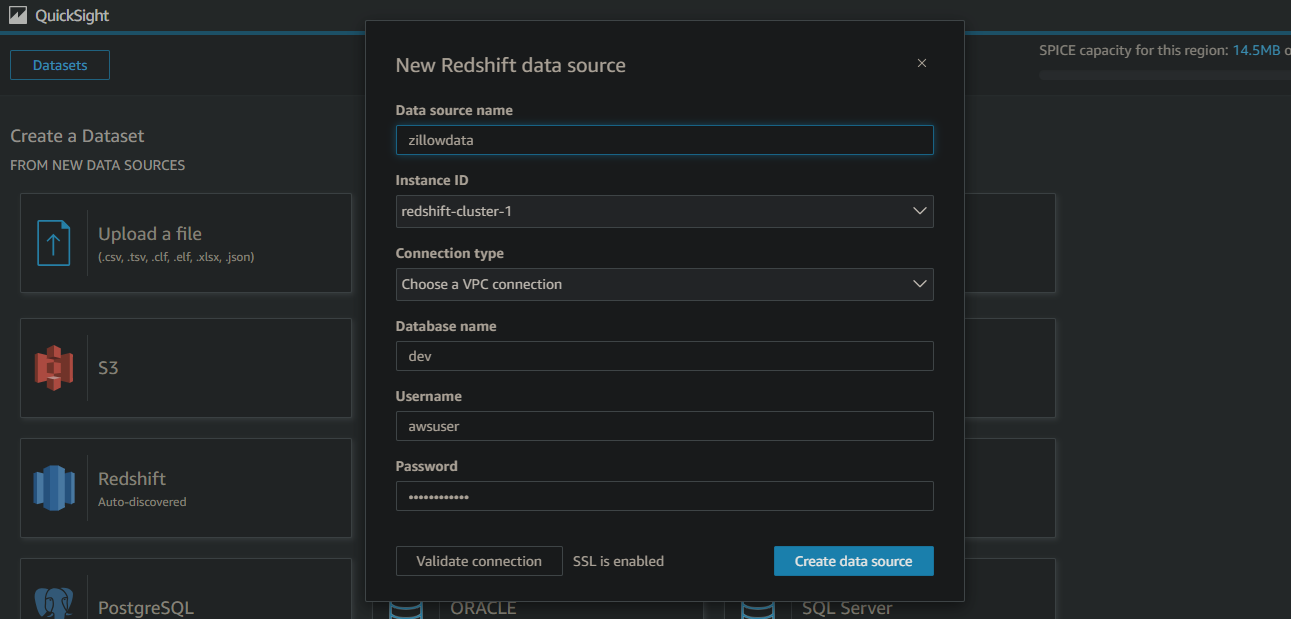 QuickSight
Datasets
SPICE capacity for this region: 14.5MB o
Create a Dataset
FROM NEW DATA SOURCES
Upload a file
(.csv, .tsv, .clf, .elf, .xlsx, .json)
S3
Redshift
Auto-discovered
PostgreSQL
ORACLE
SQL Server
New Redshift data source
Data source name
zillowdata
Instance ID
redshift-cluster-1
Connection type
Choose a VPC connection
Database name
dev
Username
awsuser
Password
••••••••••••
Validate connection
SSL is enabled
Create data source